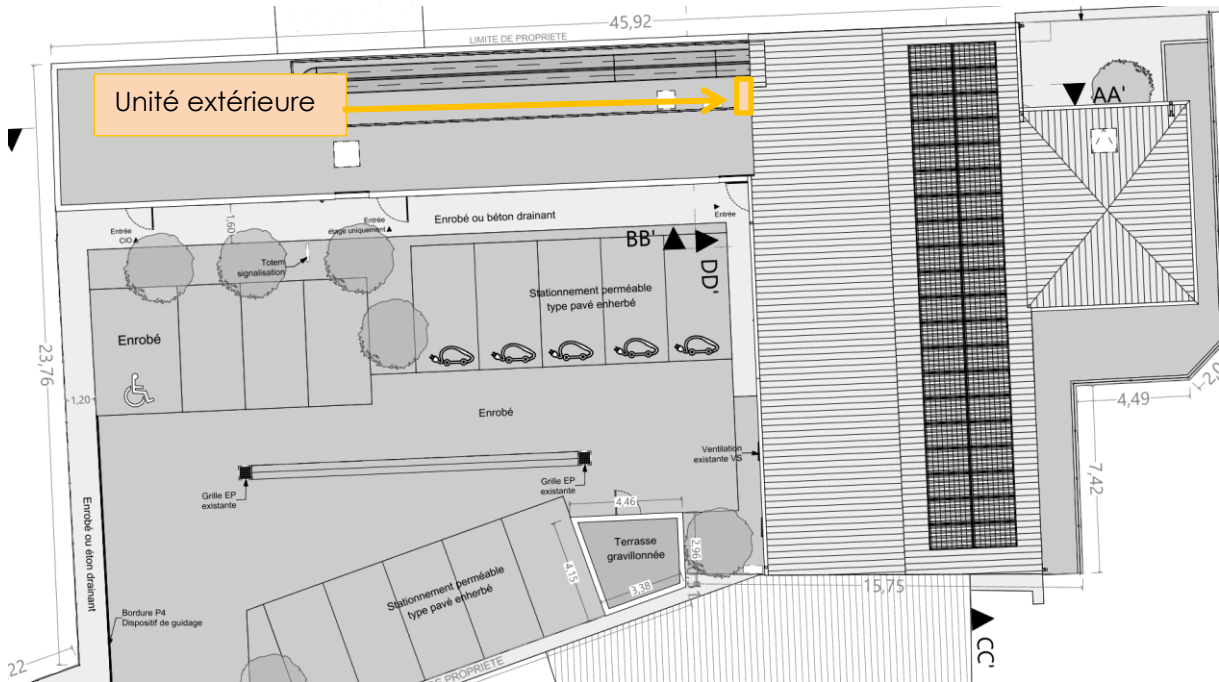 45,92
LIMITE DE PROPRIETE
Unité extérieure
AA'
23,76
1,60
Entrée
CIO
Entrée
étage uniquement
Enrobé ou béton drainant
Entrée
BB'
DD'
Totem
signalisation
Stationnement perméable
type pavé enherbé
Enrobé
1,20
Enrobé
4,49
2,0
7,42
Ventilation
existante VS
Grille EP
existante
Grille EP
existante
4,46
Terrasse
gravillonnée
2,96
4,15
3,38
15,75
Enrobé ou éton drainant
Stationnement perméable
type pavé enherbé
Bordure P4
Dispositif de guidage
22
DE PROPRIETE
CC'